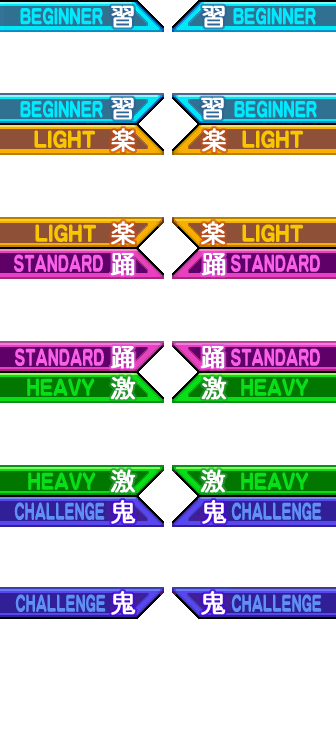 BEGINNER 習 習 BEGINNER
BEGINNER 習 習 BEGINNER
LIGHT 楽 楽 LIGHT
LIGHT 楽 楽 LIGHT
STANDARD 踊 踊 STANDARD
STANDARD 踊 踊 STANDARD
HEAVY 激 激 HEAVY
HEAVY 激 激 HEAVY
CHALLENGE 鬼 鬼 CHALLENGE
CHALLENGE 鬼 鬼 CHALLENGE